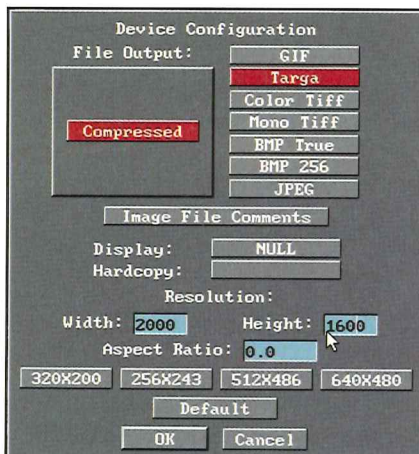 Device Configuration
File Output:
GIF
Targa
Color Tiff
Mono Tiff
BMP True
BMP 256
JPEG
Compressed
Image File Comments
Display: NULL
Hardcopy:
Resolution:
Width: 2000 Height: 1600
Aspect Ratio: 0.0
320X200 256X243 512X486 640X480
Default
OK Cancel